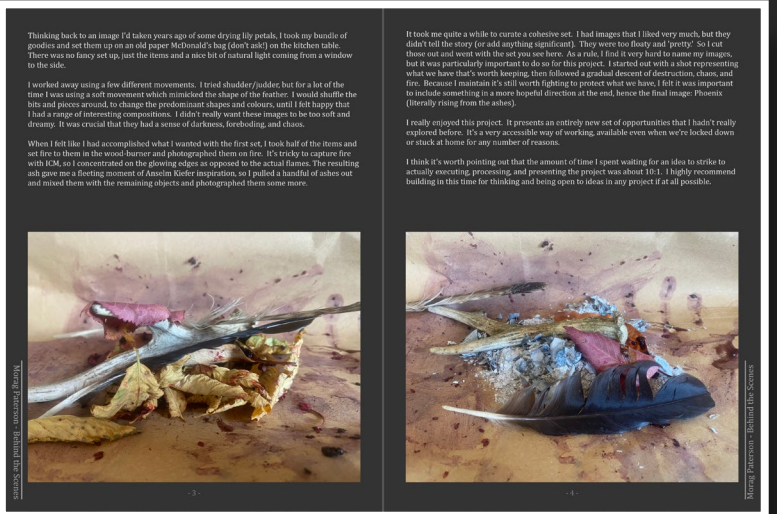 Thinking back to an image I'd taken years ago of some drying lily petals, I took my bundle of
goodies and set them up on an old paper McDonald's bag (don't ask!) on the kitchen table.
There was no fancy set up, just the items and a nice bit of natural light coming from a window
to the side.
I worked away using a few different movements. I tried shudder/judder, but for a lot of the
time I was using a soft movement which mimicked the shape of the feather. I would shuffle the
bits and pieces around, to change the predominant shapes and colours, until I felt happy that
I had a range of interesting compositions. I didn't really want these images to be too soft and
dreamy. It was crucial that they had a sense of darkness, foreboding, and chaos.
When I felt like I had accomplished what I wanted with the first set, I took half of the items and
set fire to them in the wood-burner and photographed them on fire. It's tricky to capture fire
with ICM, so I concentrated on the glowing edges as opposed to the actual flames. The resulting
ash gave me a fleeting moment of Anselm Kiefer inspiration, so I pulled a handful of ashes out
and mixed them with the remaining objects and photographed them some more.
Morag Paterson - Behind the Scenes
- 3 -
It took me quite a while to curate a cohesive set. I had images that I liked very much, but they
didn't tell the story (or add anything significant). They were too floaty and 'pretty.' So I cut
those out and went with the set you see here. As a rule, I find it very hard to name my images,
but it was particularly important to do so for this project. I started out with a shot representing
what we have that's worth keeping, then followed a gradual descent of destruction, chaos, and
fire. Because I maintain it's still worth fighting to protect what we have, I felt it was important
to include something in a more hopeful direction at the end, hence the final image: Phoenix
(literally rising from the ashes).
I really enjoyed this project. It presents an entirely new set of opportunities that I hadn't really
explored before. It's a very accessible way of working, available even when we're locked down
or stuck at home for any number of reasons.
I think it's worth pointing out that the amount of time I spent waiting for an idea to strike to
actually executing, processing, and presenting the project was about 10:1. I highly recommend
building in this time for thinking and being open to ideas in any project if at all possible.
Morag Paterson - Behind the Scenes
- 4 -